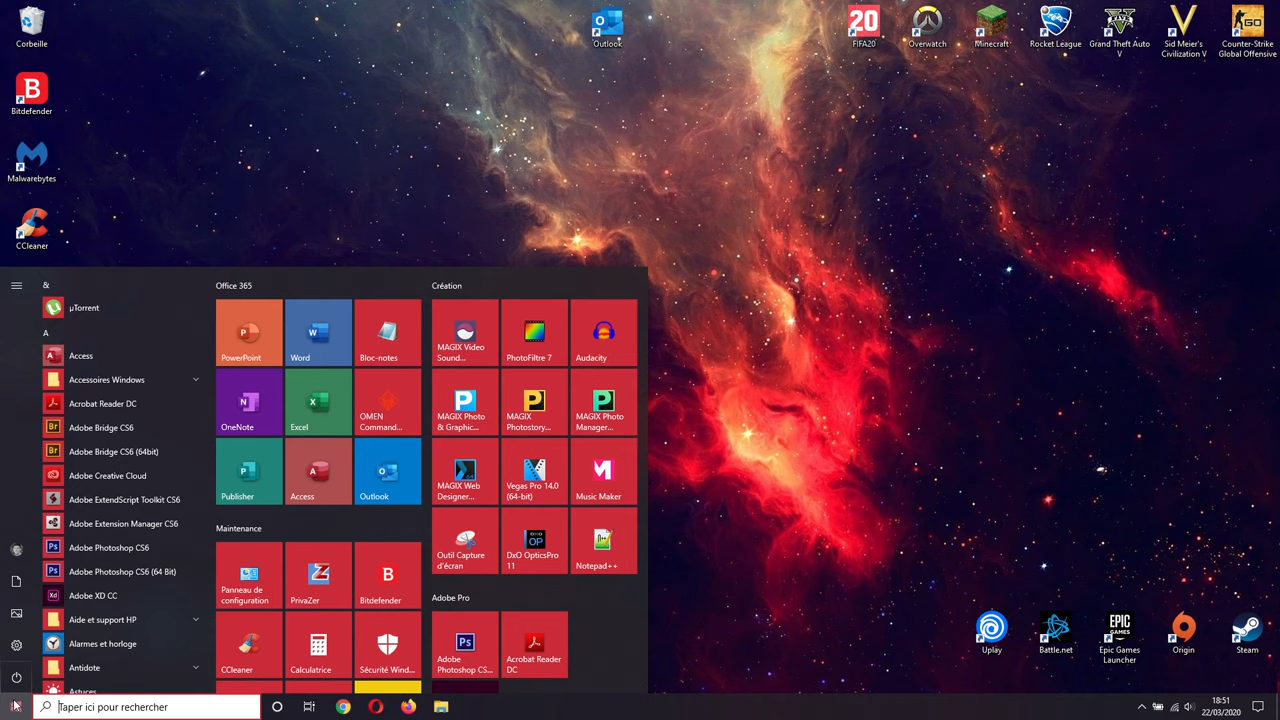 Corbeille
Bitdefender
Malwarebytes
CCleaner
Outlook
20
FIFA20
Overwatch
Minecraft
Rocket League
Grand Theft Auto
V
Sid Meier's
Civilization V
GO
Counter-Strike
Global Offensive
&
µTorrent
A
Access
Accessoires Windows
Acrobat Reader DC
Adobe Bridge CS6
Adobe Bridge CS6 (64bit)
Adobe Creative Cloud
Adobe ExtendScript Toolkit CS6
Adobe Extension Manager CS6
Adobe Photoshop CS6
Adobe Photoshop CS6 (64 Bit)
Adobe XD CC
Aide et support HP
Alarmes et horloge
Antidote
Astuces
Office 365
PowerPoint
Word
Bloc-notes
OneNote
Excel
OMEN
Command...
Publisher
Access
Outlook
Maintenance
Panneau de
configuration
PrivaZer
Bitdefender
CCleaner
Calculatrice
Sécurité Wind...
Création
MAGIX Video
Sound...
PhotoFiltre 7
Audacity
MAGIX Photo
& Graphic...
MAGIX
Photostory...
MAGIX Photo
Manager...
MAGIX Web
Designer...
Vegas Pro 14.0
(64-bit)
Music Maker
Outil Capture
d'écran
DxO OpticsPro
11
Notepad++
Adobe Pro
Adobe
Photoshop CS...
Acrobat Reader
DC
Uplay
Battle.net
EPIC
GAMES
Epic Games
Launcher
Origin
Steam
Taper ici pour rechercher
18:51
22/03/2020